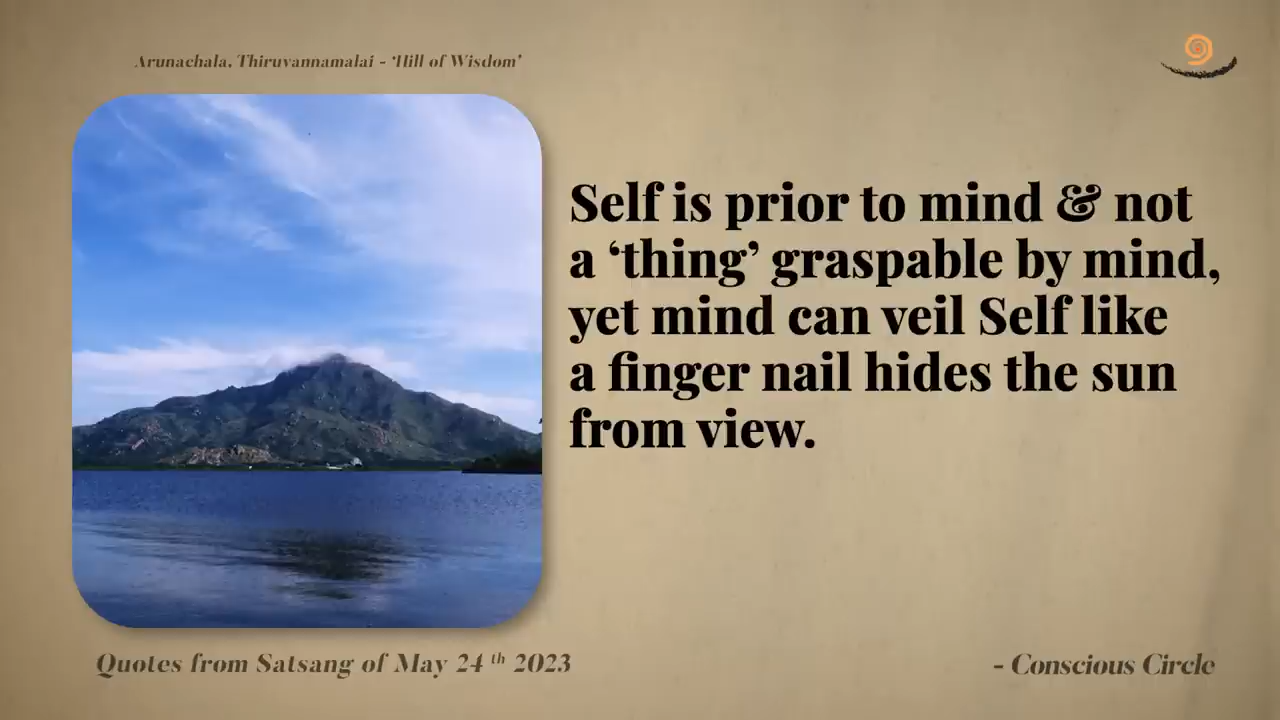 Arunachala, Thiruvannamalai - ‘Hill of Wisdom’
Self is prior to mind & not
a ‘thing’ graspable by mind,
yet mind can veil Self like
a finger nail hides the sun
from view.
Quotes from Satsang of May 24 th 2023
- Conscious Circle